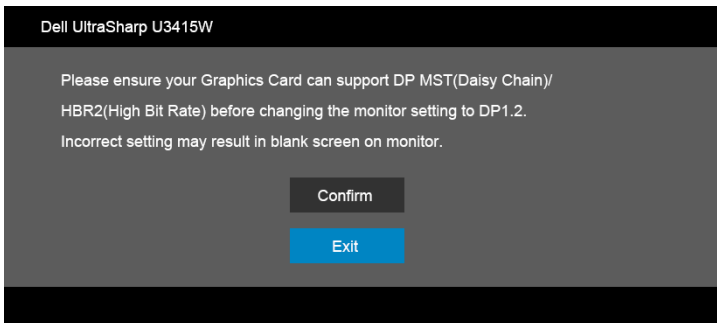 Dell UltraSharp U3415W
Please ensure your Graphics Card can support DP MST(Daisy Chain)/
HBR2(High Bit Rate) before changing the monitor setting to DP1.2.
Incorrect setting may result in blank screen on monitor.
Confirm
Exit